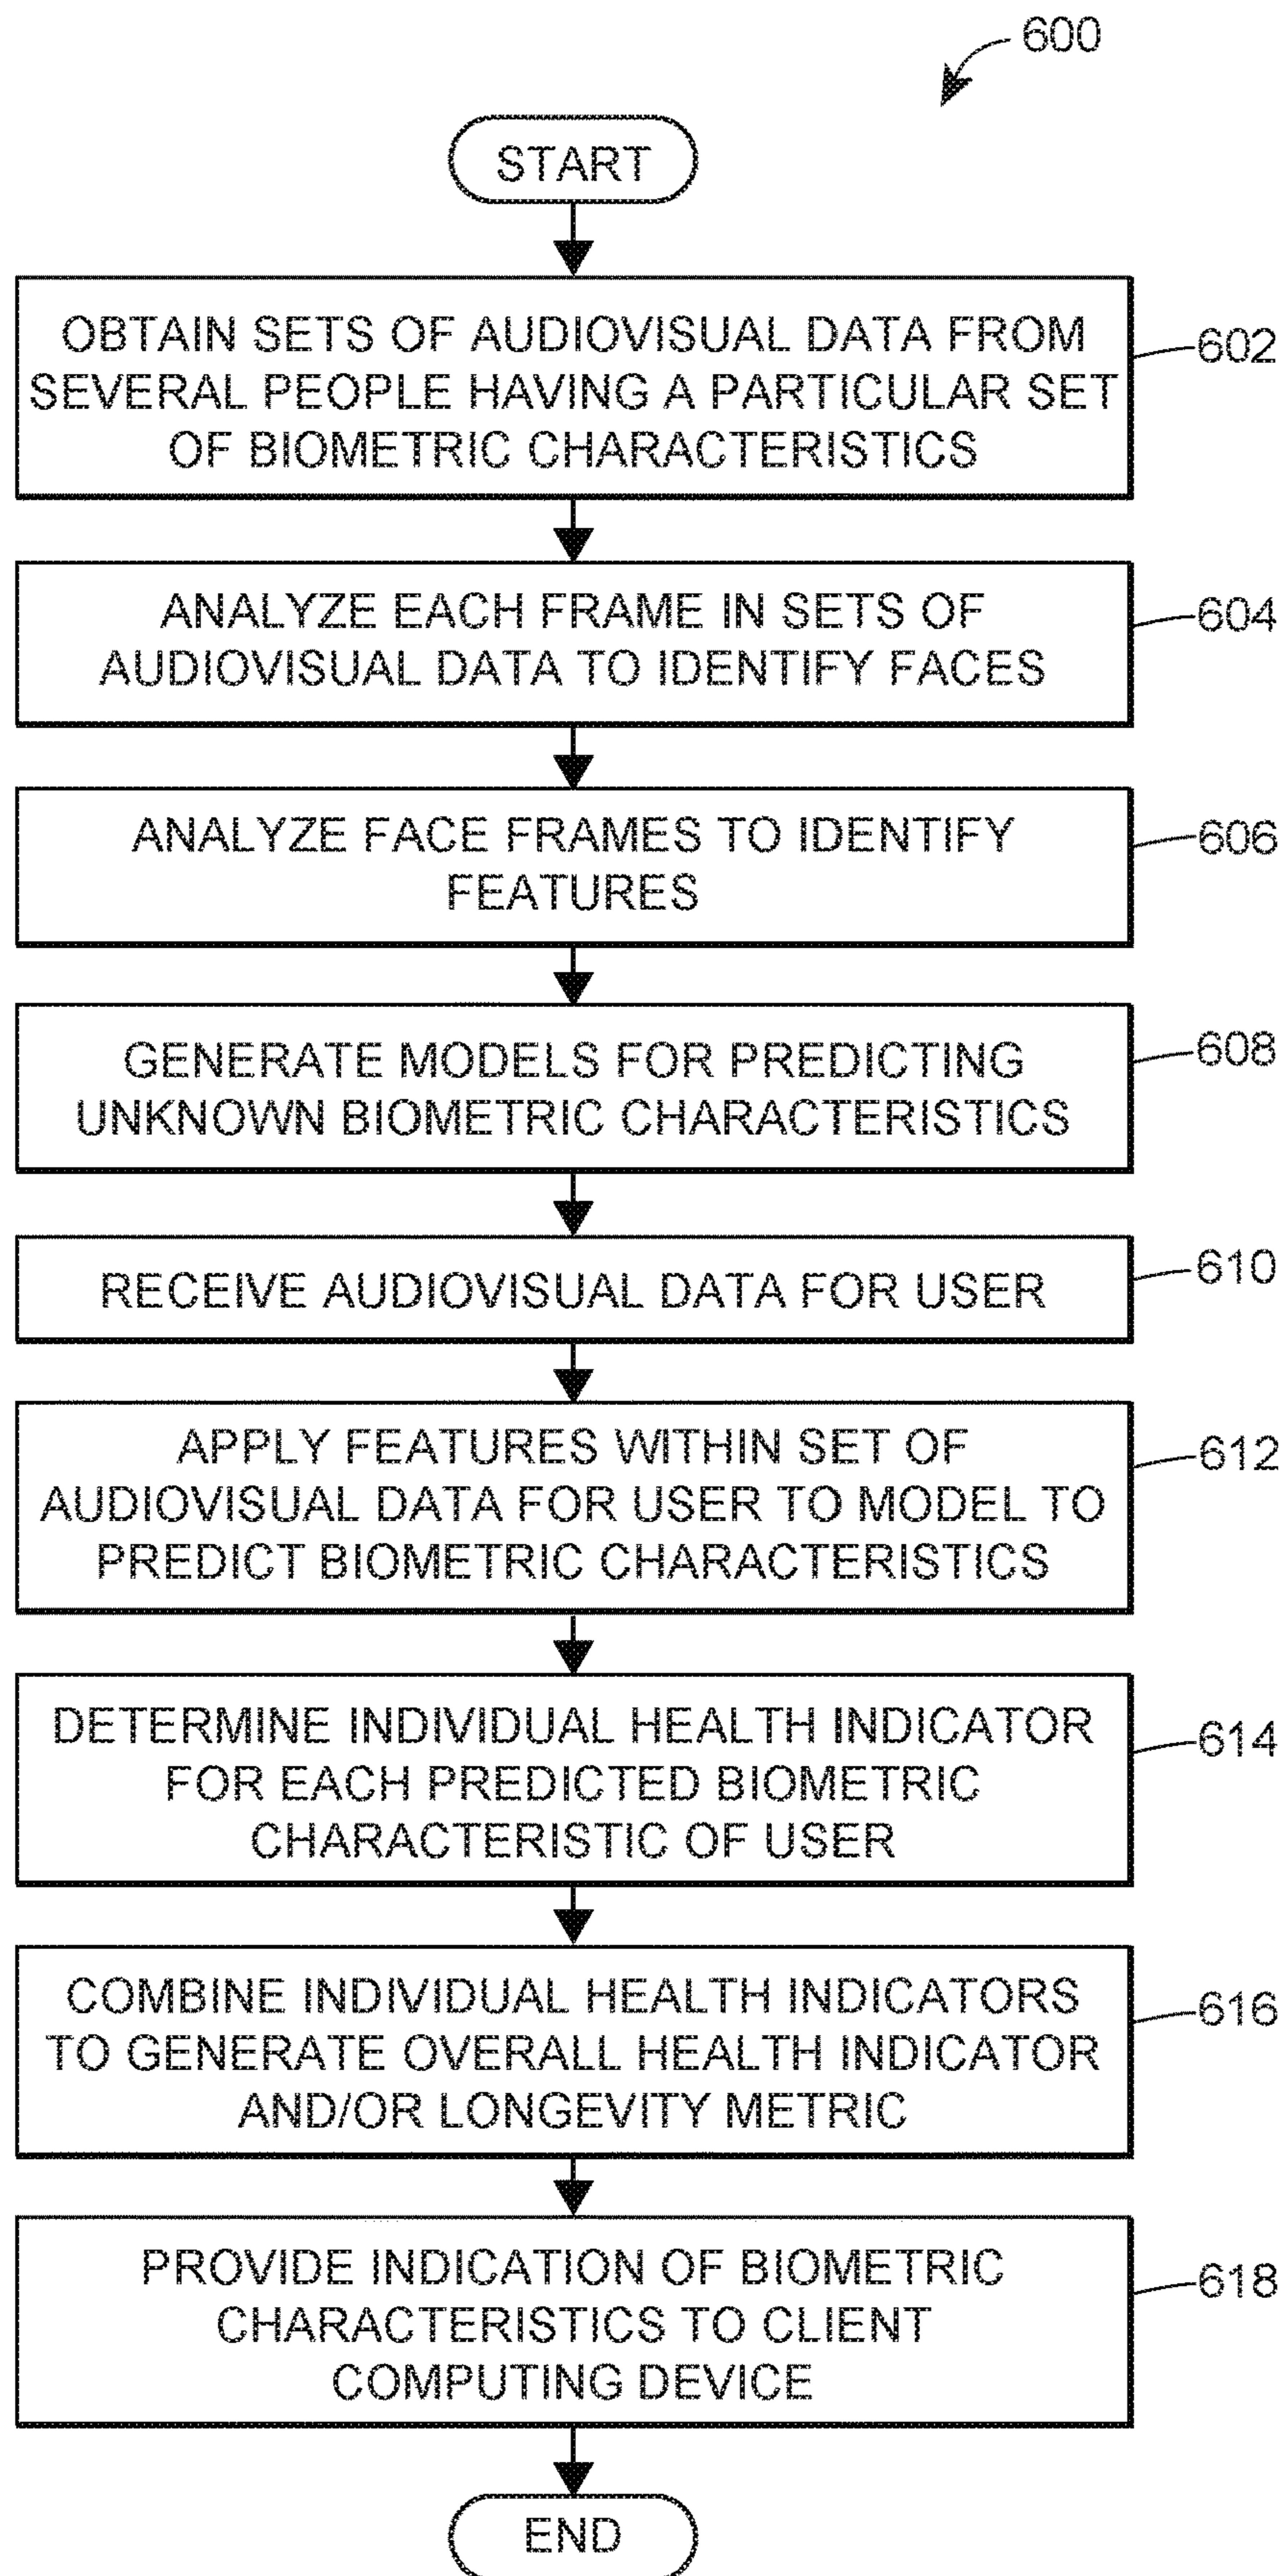 600
START
OBTAIN SETS OF AUDIOVISUAL DATA FROM
SEVERAL PEOPLE HAVING A PARTICULAR SET
OF BIOMETRIC CHARACTERISTICS
602
ANALYZE EACH FRAME IN SETS OF
AUDIOVISUAL DATA TO IDENTIFY FACES
604
ANALYZE FACE FRAMES TO IDENTIFY
FEATURES
606
GENERATE MODELS FOR PREDICTING
UNKNOWN BIOMETRIC CHARACTERISTICS
608
RECEIVE AUDIOVISUAL DATA FOR USER
610
APPLY FEATURES WITHIN SET OF
AUDIOVISUAL DATA FOR USER TO MODEL TO
PREDICT BIOMETRIC CHARACTERISTICS
612
DETERMINE INDIVIDUAL HEALTH INDICATOR
FOR EACH PREDICTED BIOMETRIC
CHARACTERISTIC OF USER
614
COMBINE INDIVIDUAL HEALTH INDICATORS
TO GENERATE OVERALL HEALTH INDICATOR
AND/OR LONGEVITY METRIC
616
PROVIDE INDICATION OF BIOMETRIC
CHARACTERISTICS TO CLIENT
COMPUTING DEVICE
618
END